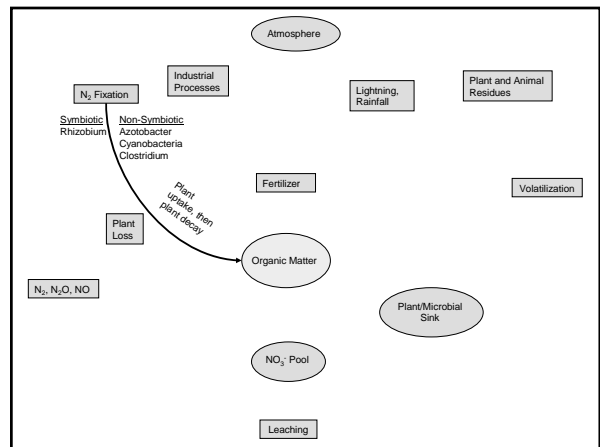 Atmosphere
Industrial
Processes
Plant and Animal
Residues
Lightning,
Rainfall
N₂ Fixation
Symbiotic
Rhizobium
Non-Symbiotic
Azotobacter
Cyanobacteria
Clostridium
Fertilizer
Volatilization
Plant
uptake, then
plant decay
Plant
Loss
Organic Matter
N₂, N₂O, NO
Plant/Microbial
Sink
NO₃⁻ Pool
Leaching